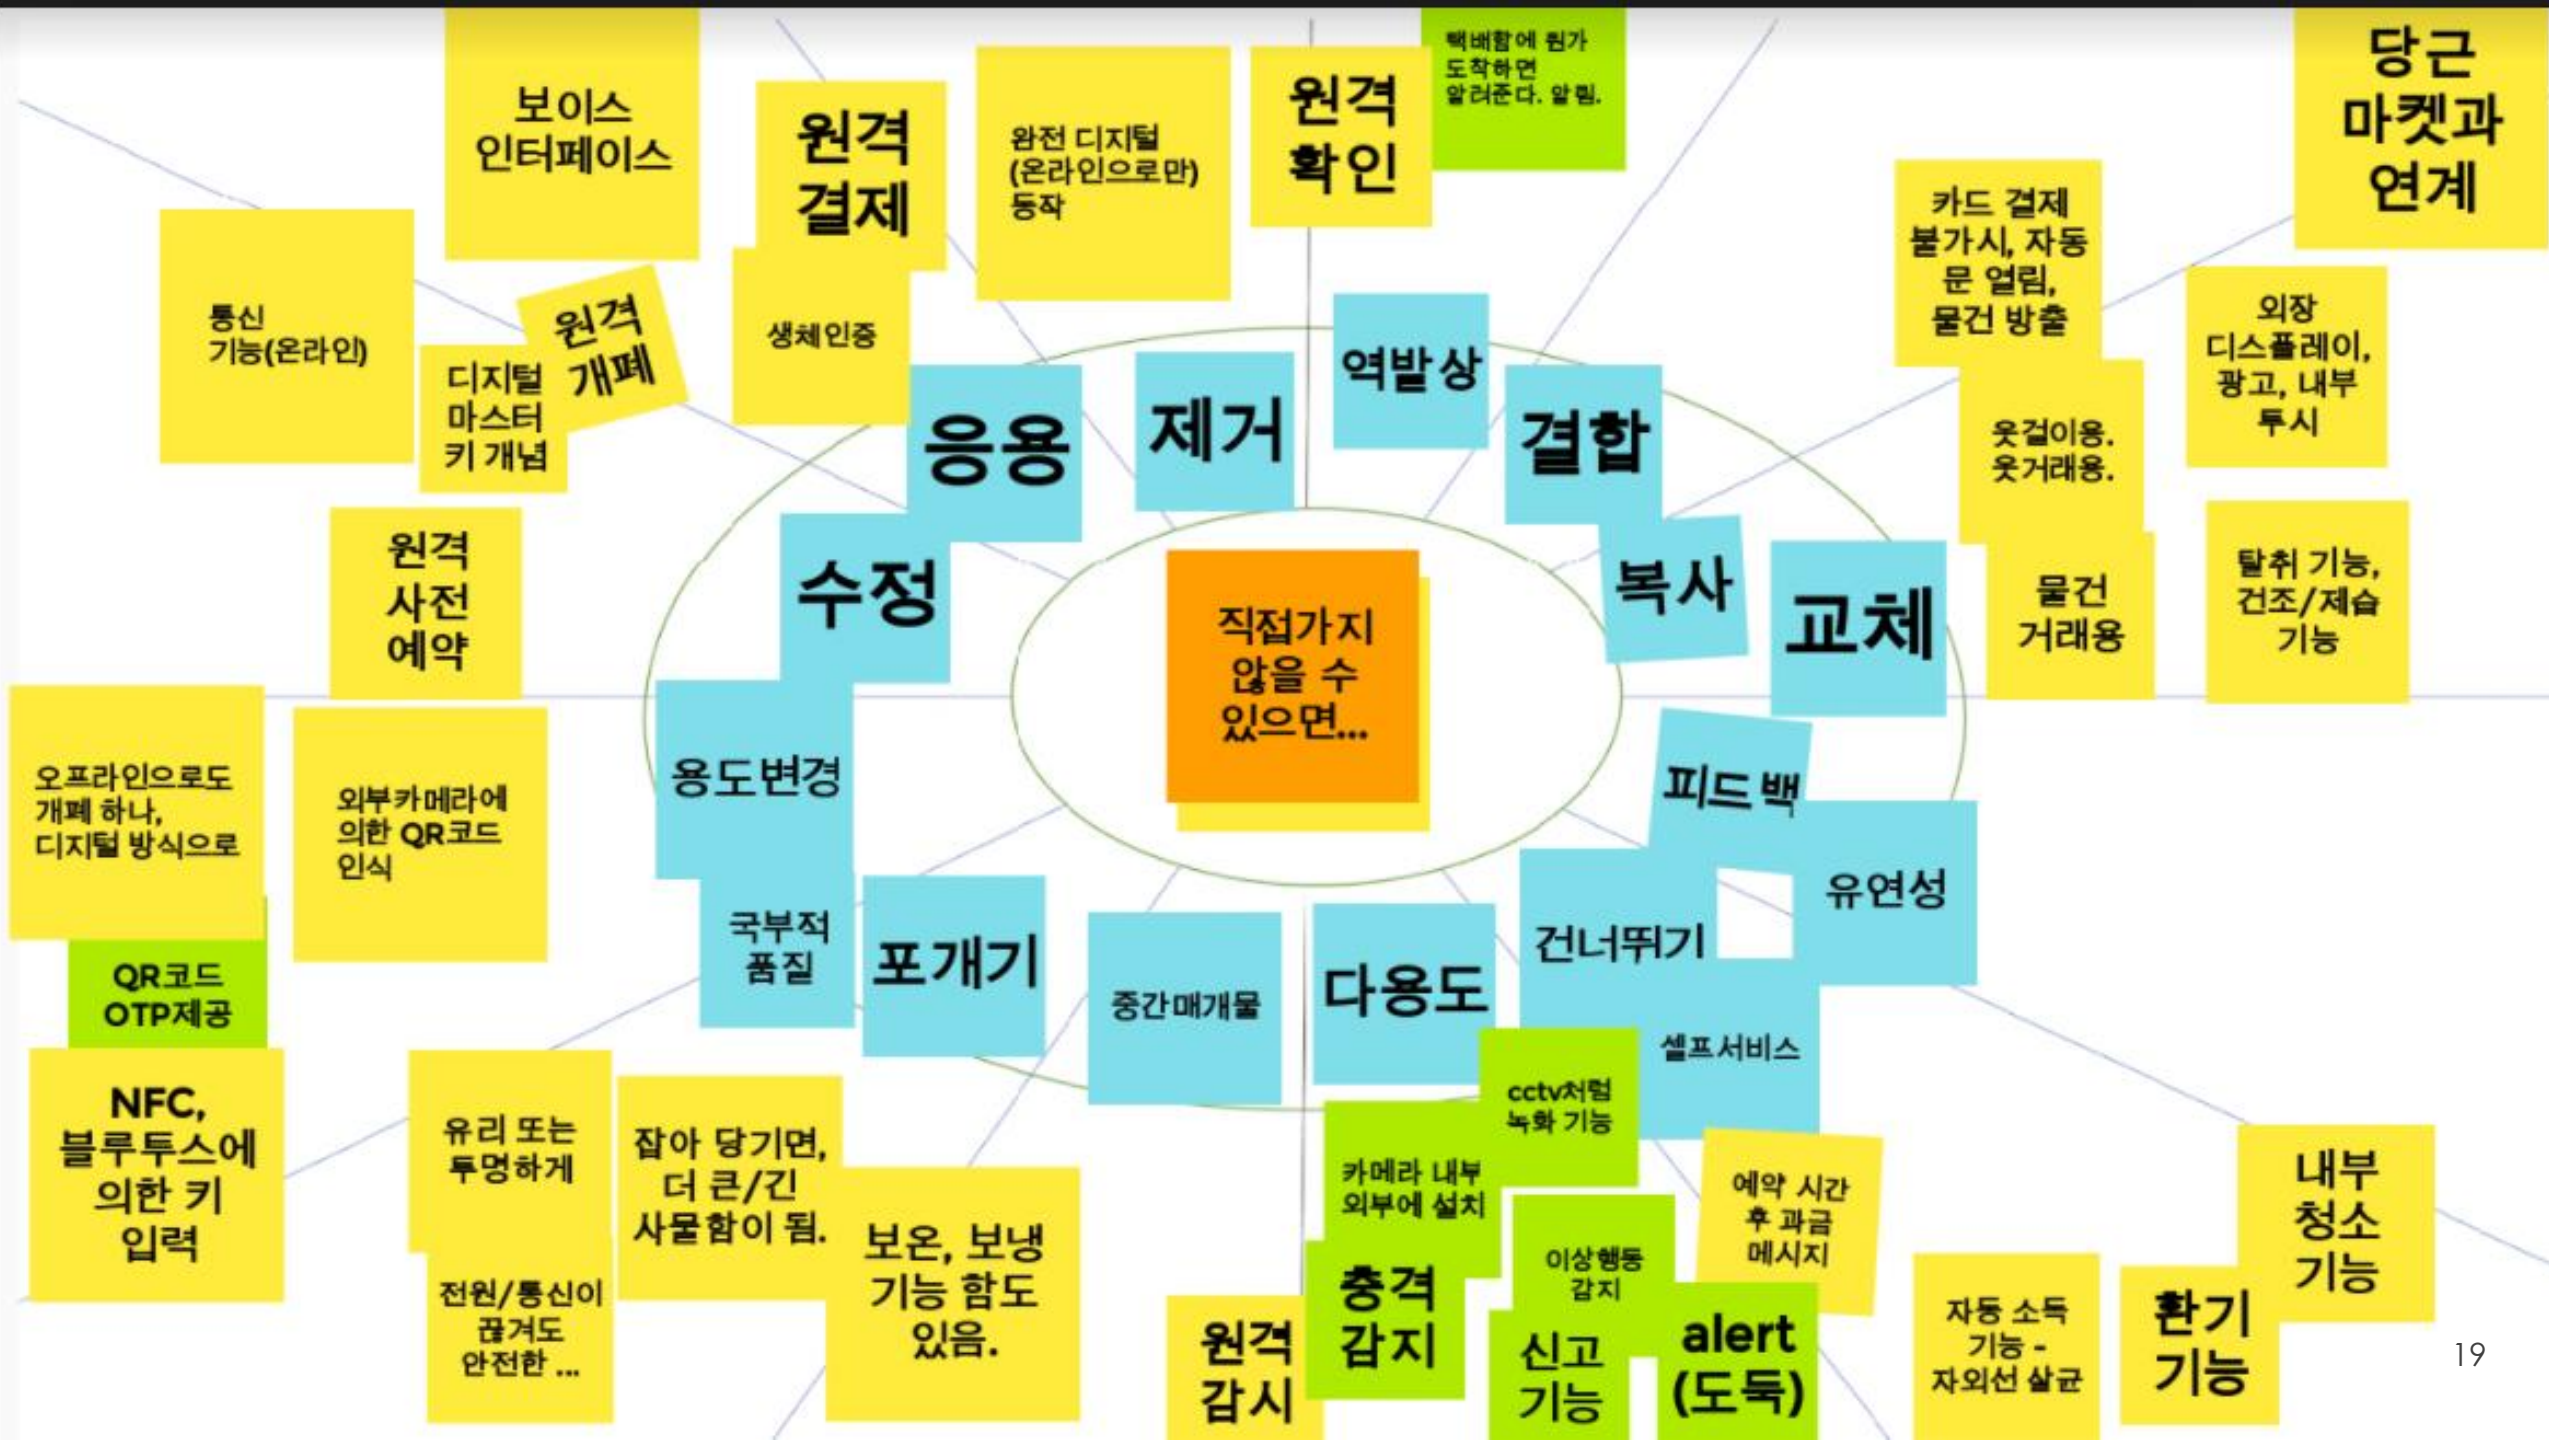 보이스
인터페이스
원격
결제
완전 디지털
(온라인으로만)
동작
원격
확인
택배함에 뭔가
도착하면
알려준다. 알림.
당근
마켓과
연계
통신
기능(온라인)
디지털
마스터
키 개념
원격
개폐
생체인증
카드 결제
불가시, 자동
문 열림,
물건 방출
외장
디스플레이,
광고, 내부
투시
옷걸이용.
옷거래용.
응용
제거
역발상
결합
수정
복사
교체
원격
사전
예약
직접가지
않을 수
있으면...
물건
거래용
탈취 기능,
건조/제습
기능
오프라인으로도
개폐 하나,
디지털 방식으로
외부카메라에
의한 QR코드
인식
용도변경
피드백
유연성
국부적
품질
포개기
중간매개물
다용도
건너뛰기
셀프서비스
QR코드
OTP제공
NFC,
블루투스에
의한 키
입력
유리 또는
투명하게
잡아 당기면,
더 큰/긴
사물함이 됨.
전원/통신이
끊겨도
안전한 ...
보온, 보냉
기능 함도
있음.
cctv처럼
녹화 기능
카메라 내부
외부에 설치
원격
감시
충격
감지
이상행동
감지
신고
기능
예약 시간
후 과금
메시지
alert
(도둑)
자동 소독
기능 -
자외선 살균
환기
기능
내부
청소
기능
19